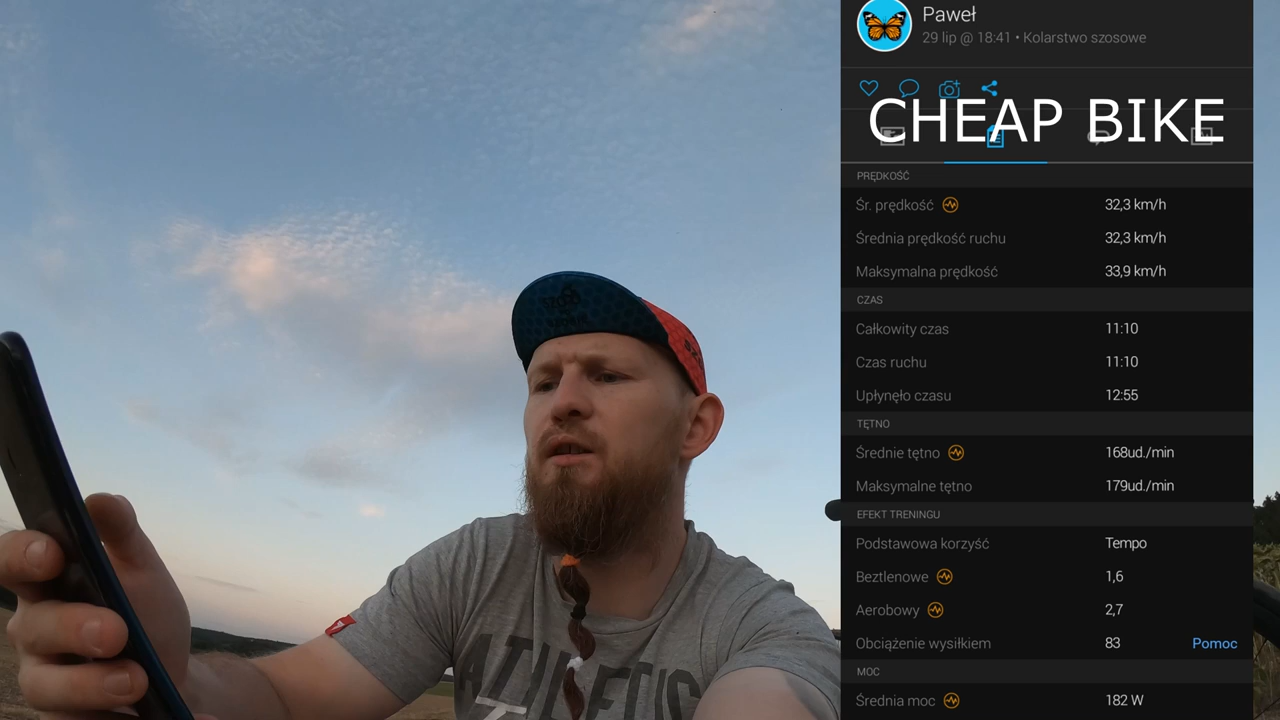 Paweł
29 lip @ 18:41 • Kolarstwo szosowe
CHEAP BIKE
PRĘDKOŚĆ
Śr. prędkość 32,3 km/h
Średnia prędkość ruchu 32,3 km/h
Maksymalna prędkość 33,9 km/h
CZAS
Całkowity czas 11:10
Czas ruchu 11:10
Upłynęło czasu 12:55
TĘTNO
Średnie tętno 168ud./min
Maksymalne tętno 179ud./min
EFEKT TRENINGU
Podstawowa korzyść Tempo
Beztlenowe 1,6
Aerobowy 2,7
Obciążenie wysiłkiem 83 Pomoc
MOC
Średnia moc 182 W